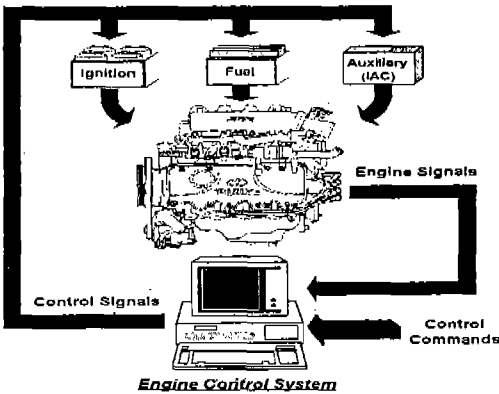 Ignition
Fuel
Auxiliary
(IAC)
Engine Signals
Control Signals
Control
Commands
Engine Control System